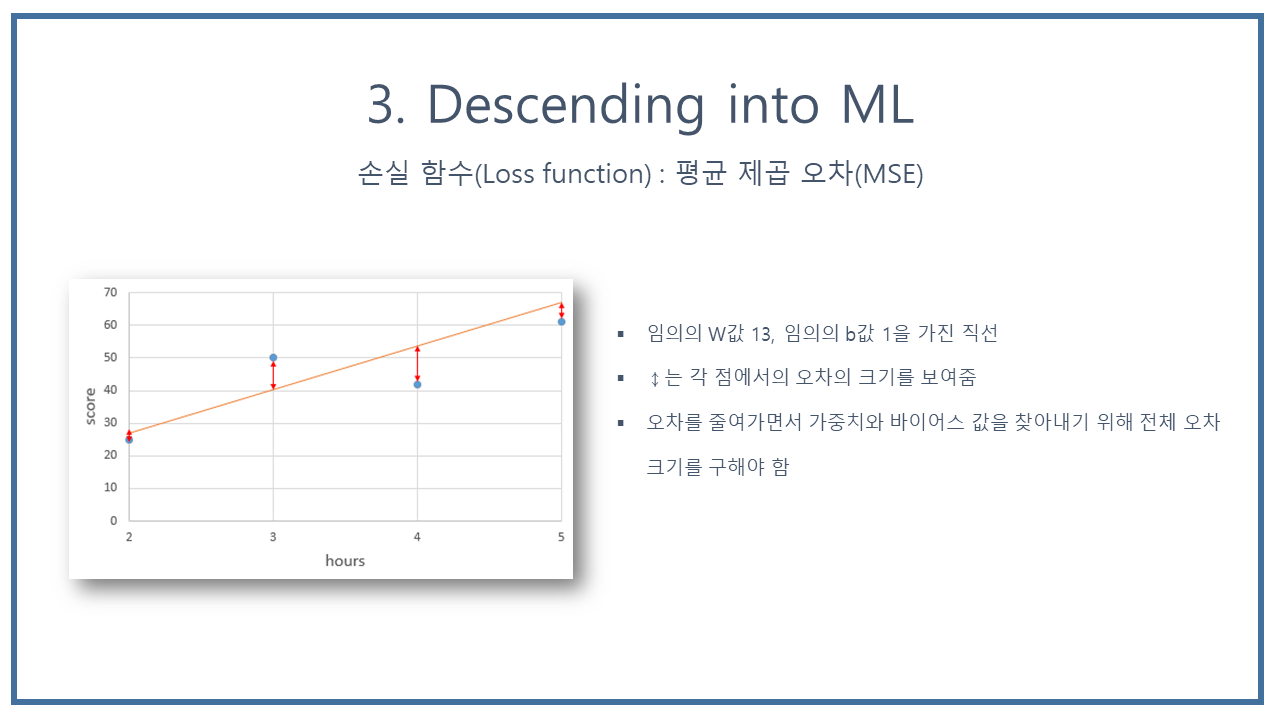 3. Descending into ML
손실 함수(Loss function) : 평균 제곱 오차(MSE)
70
60
50
40
30
20
10
0
score
2 3 4 5
hours
▪ 임의의 W값 13, 임의의 b값 1을 가진 직선
▪ ↕는 각 점에서의 오차의 크기를 보여줌
▪ 오차를 줄여가면서 가중치와 바이어스 값을 찾아내기 위해 전체 오차
크기를 구해야 함